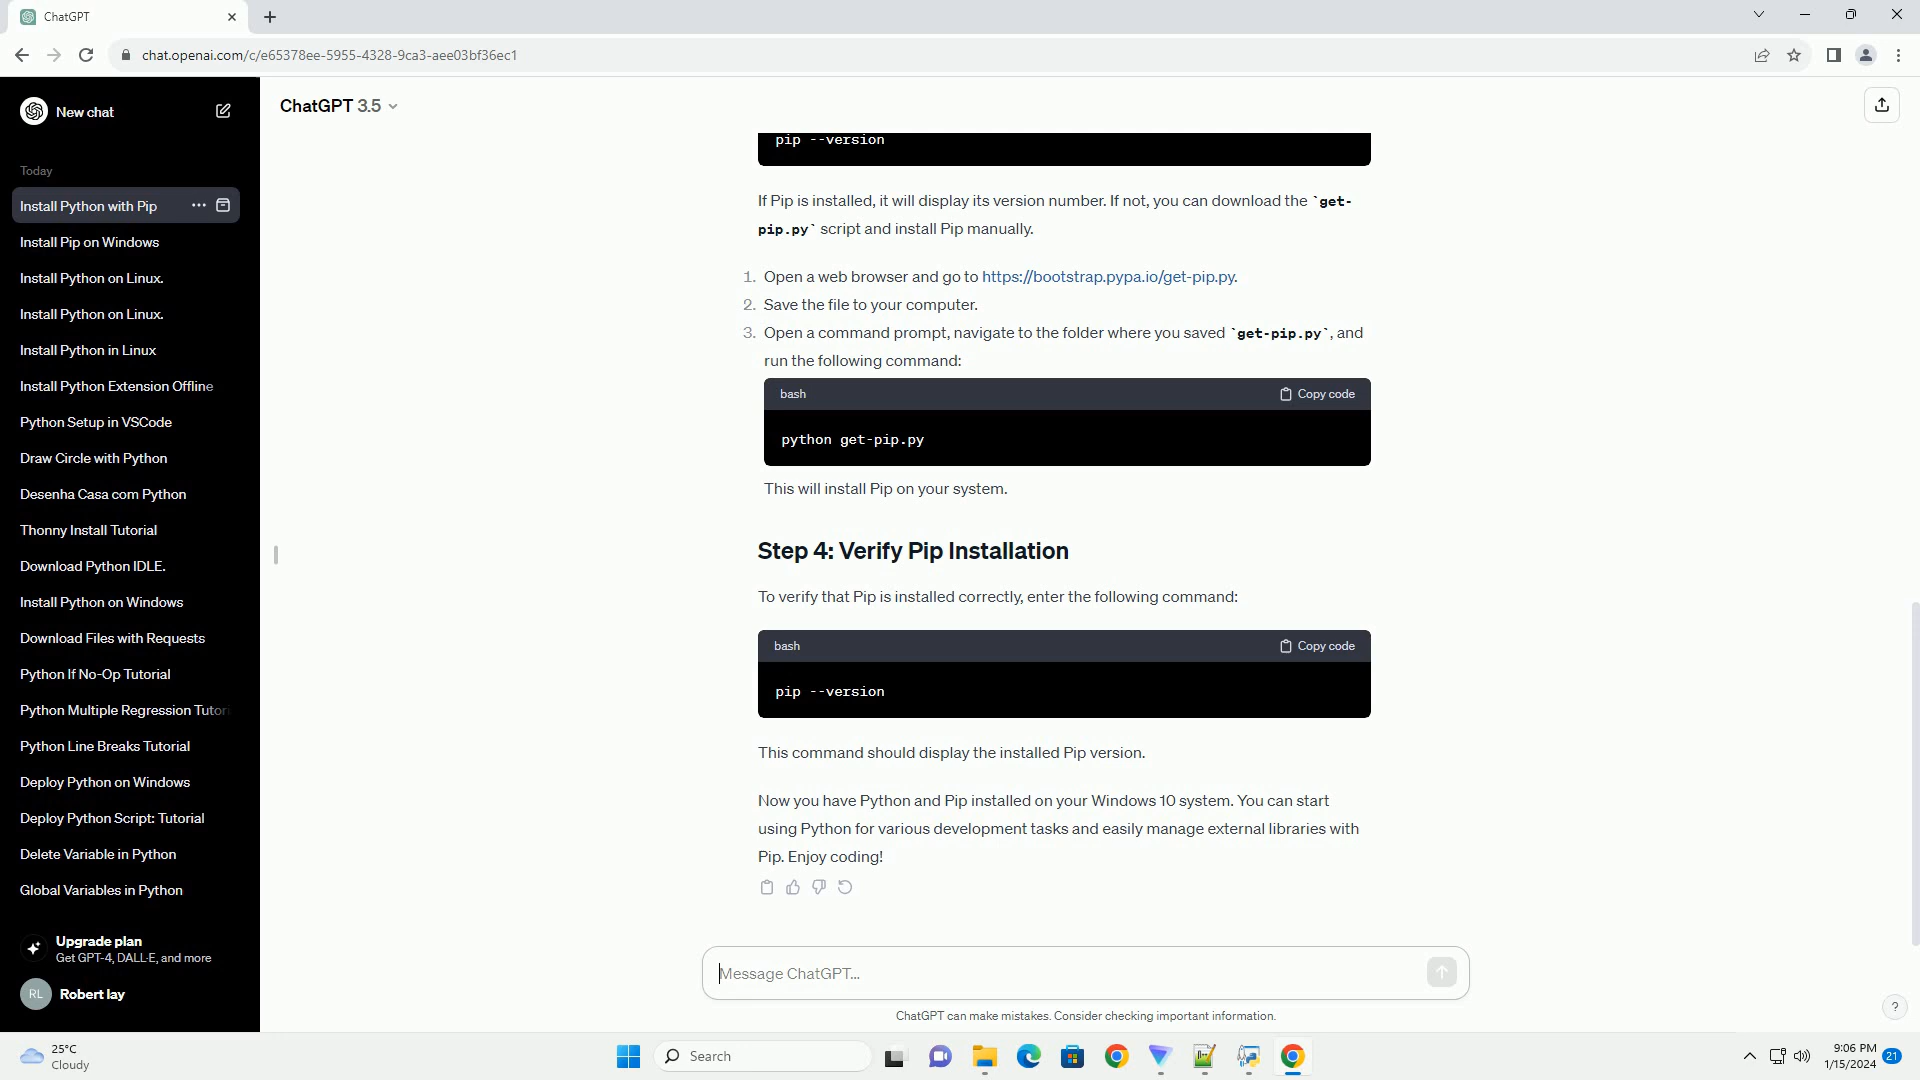 ChatGPT
chat.openai.com/c/e65378ee-5955-4328-9ca3-aee03bf36ec1
New chat
Today
Install Python with Pip
Install Pip on Windows
Install Python on Linux.
Install Python on Linux.
Install Python in Linux
Install Python Extension Offline
Python Setup in VSCode
Draw Circle with Python
Desenha Casa com Python
Thonny Install Tutorial
Download Python IDLE.
Install Python on Windows
Download Files with Requests
Python If No-Op Tutorial
Python Multiple Regression Tutori
Python Line Breaks Tutorial
Deploy Python on Windows
Deploy Python Script: Tutorial
Delete Variable in Python
Global Variables in Python
Upgrade plan
Get GPT-4, DALL·E, and more
RL Robert lay
ChatGPT 3.5
pip --version
If Pip is installed, it will display its version number. If not, you can download the `get-
pip.py` script and install Pip manually.
1. Open a web browser and go to https://bootstrap.pypa.io/get-pip.py.
2. Save the file to your computer.
3. Open a command prompt, navigate to the folder where you saved `get-pip.py`, and
run the following command:
bash Copy code
python get-pip.py
This will install Pip on your system.
Step 4: Verify Pip Installation
To verify that Pip is installed correctly, enter the following command:
bash Copy code
pip --version
This command should display the installed Pip version.
Now you have Python and Pip installed on your Windows 10 system. You can start
using Python for various development tasks and easily manage external libraries with
Pip. Enjoy coding!
Message ChatGPT...
ChatGPT can make mistakes. Consider checking important information.
?
25°C
Cloudy
Search
9:06 PM
1/15/2024
21